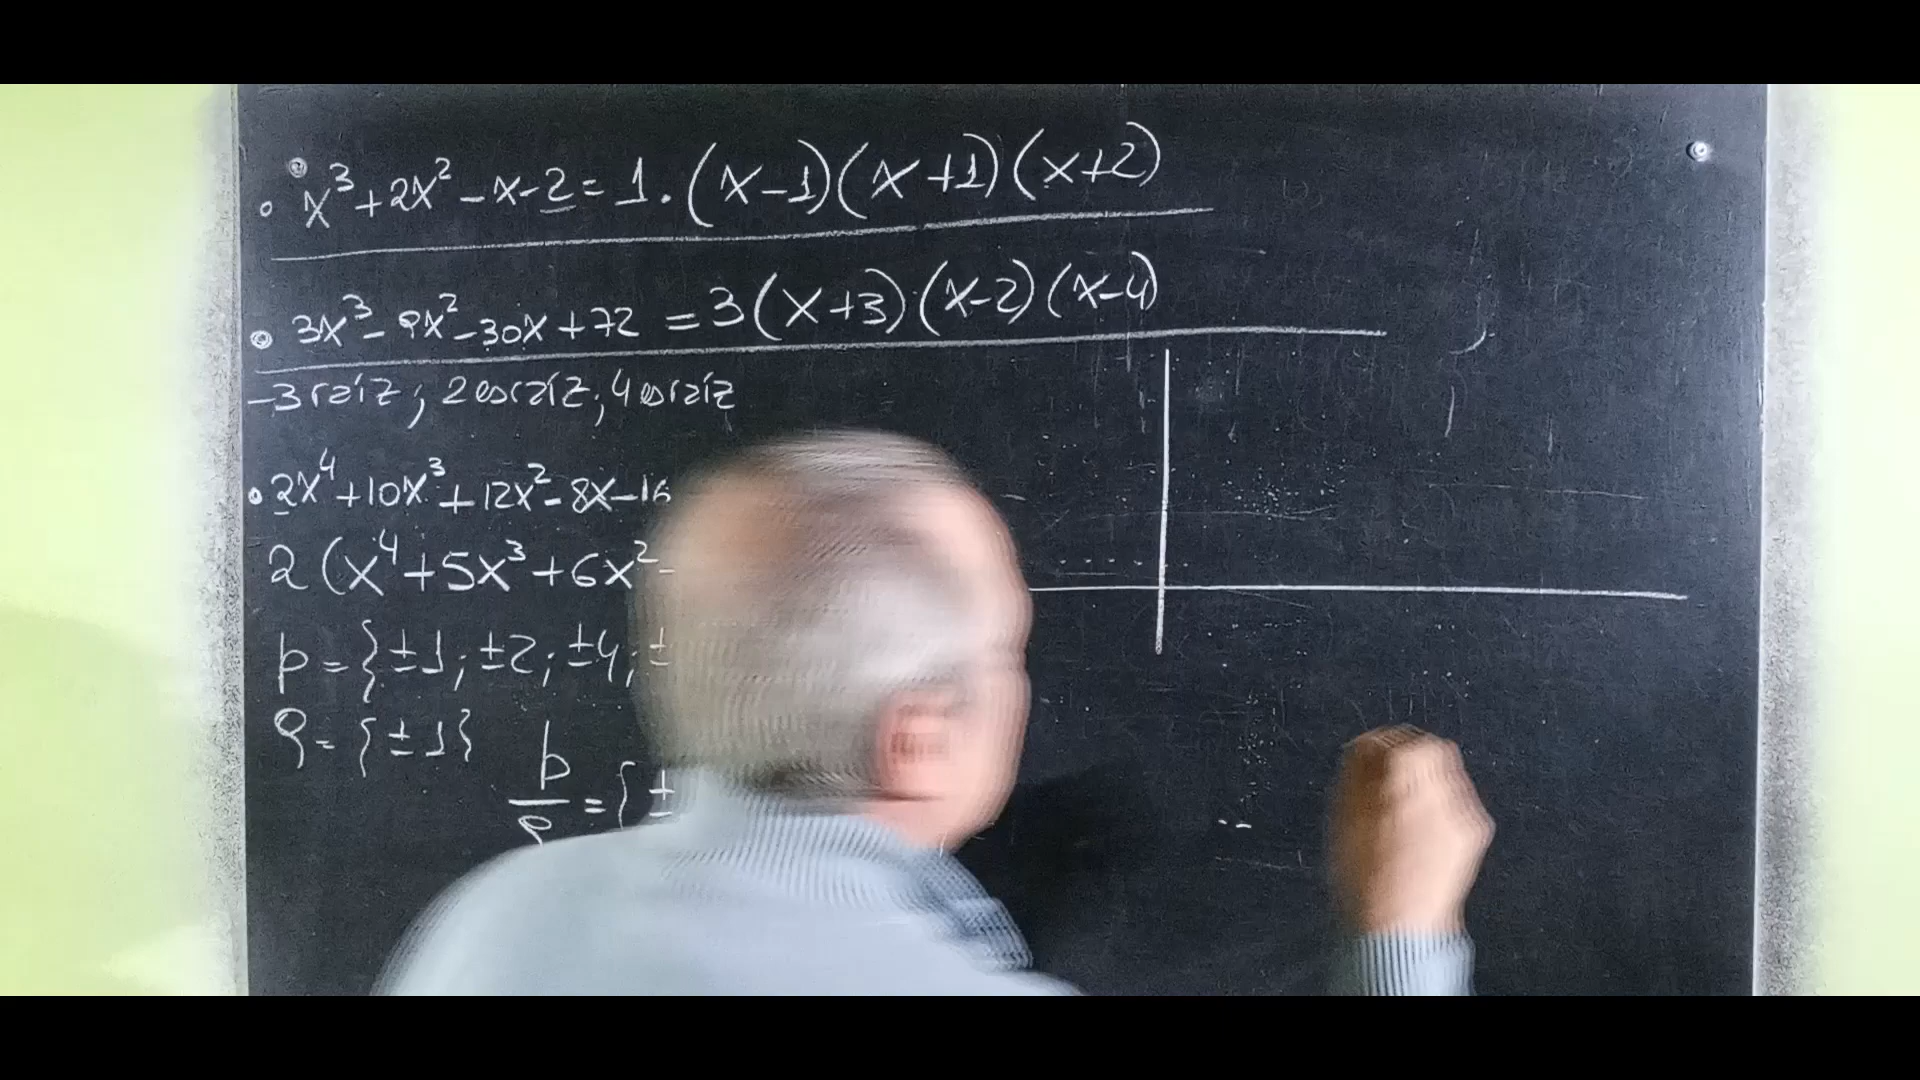 • x³+2x²-x-2=1·(x-1)(x+1)(x+2)
• 3x³-9x²-30x+72=3(x+3)(x-2)(x-4)
-3 raíz; 2 es raíz; 4 es raíz
• 2x⁴+10x³+12x²-8x-16
2(x⁴+5x³+6x²-
p={±1;±2;±4;±
q={±1}
p/q={±